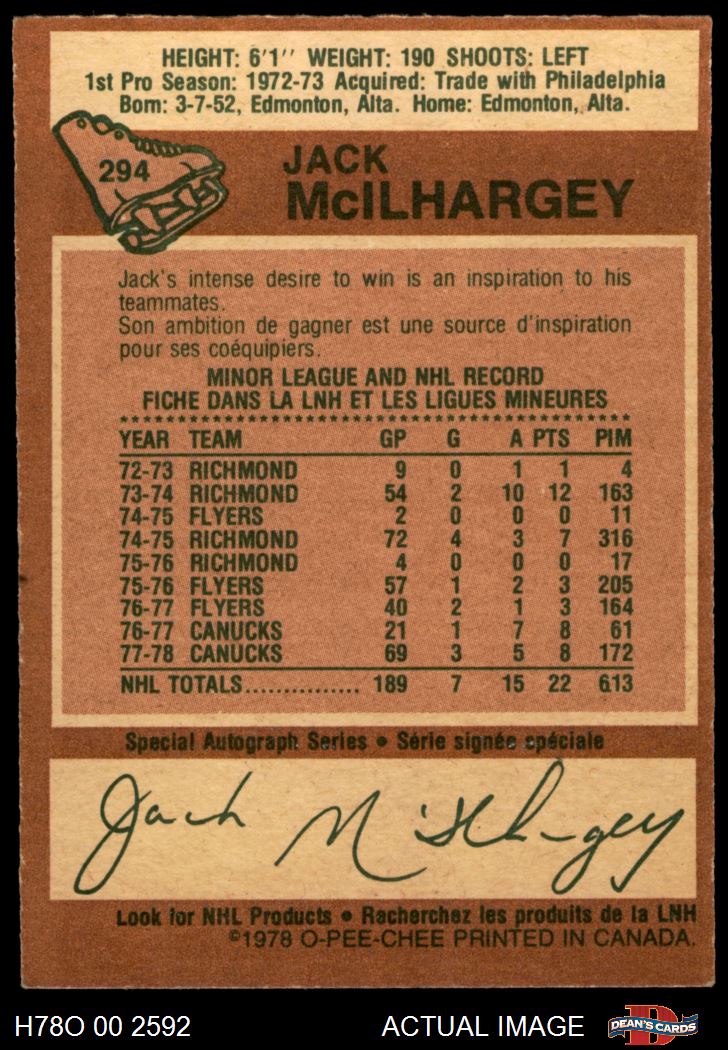 HEIGHT: 6'1'' WEIGHT: 190 SHOOTS: LEFT
1st Pro Season: 1972-73 Acquired: Trade with Philadelphia
Born: 3-7-52, Edmonton, Alta. Home: Edmonton, Alta.
294
JACK
McILHARGEY
Jack's intense desire to win is an inspiration to his
teammates.
Son ambition de gagner est une source d'inspiration
pour ses coéquipiers.
MINOR LEAGUE AND NHL RECORD
FICHE DANS LA LNH ET LES LIGUES MINEURES
YEAR TEAM GP G A PTS PIM
72-73 RICHMOND 9 0 1 1 4
73-74 RICHMOND 54 2 10 12 163
74-75 FLYERS 2 0 0 0 11
74-75 RICHMOND 72 4 3 7 316
75-76 RICHMOND 4 0 0 0 17
75-76 FLYERS 57 1 2 3 205
76-77 FLYERS 40 2 1 3 164
76-77 CANUCKS 21 1 7 8 61
77-78 CANUCKS 69 3 5 8 172
NHL TOTALS............... 189 7 15 22 613
Special Autograph Series • Série signée spéciale
Jack McIlhargey
Look for NHL Products • Racherchez les produits de la LNH
©1978 O-PEE-CHEE PRINTED IN CANADA.
H78O 00 2592 ACTUAL IMAGE DEAN'S CARDS